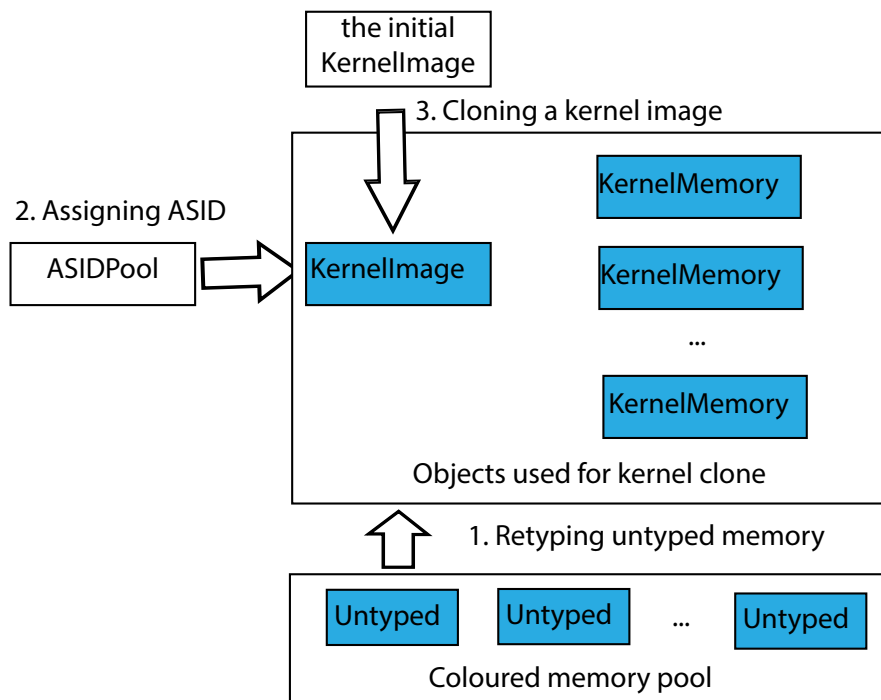 the initial
KernelImage
3. Cloning a kernel image
KernelMemory
2. Assigning ASID
ASIDPool
KernelImage
KernelMemory
...
KernelMemory
Objects used for kernel clone
1. Retyping untyped memory
Untyped
Untyped
...
Untyped
Coloured memory pool